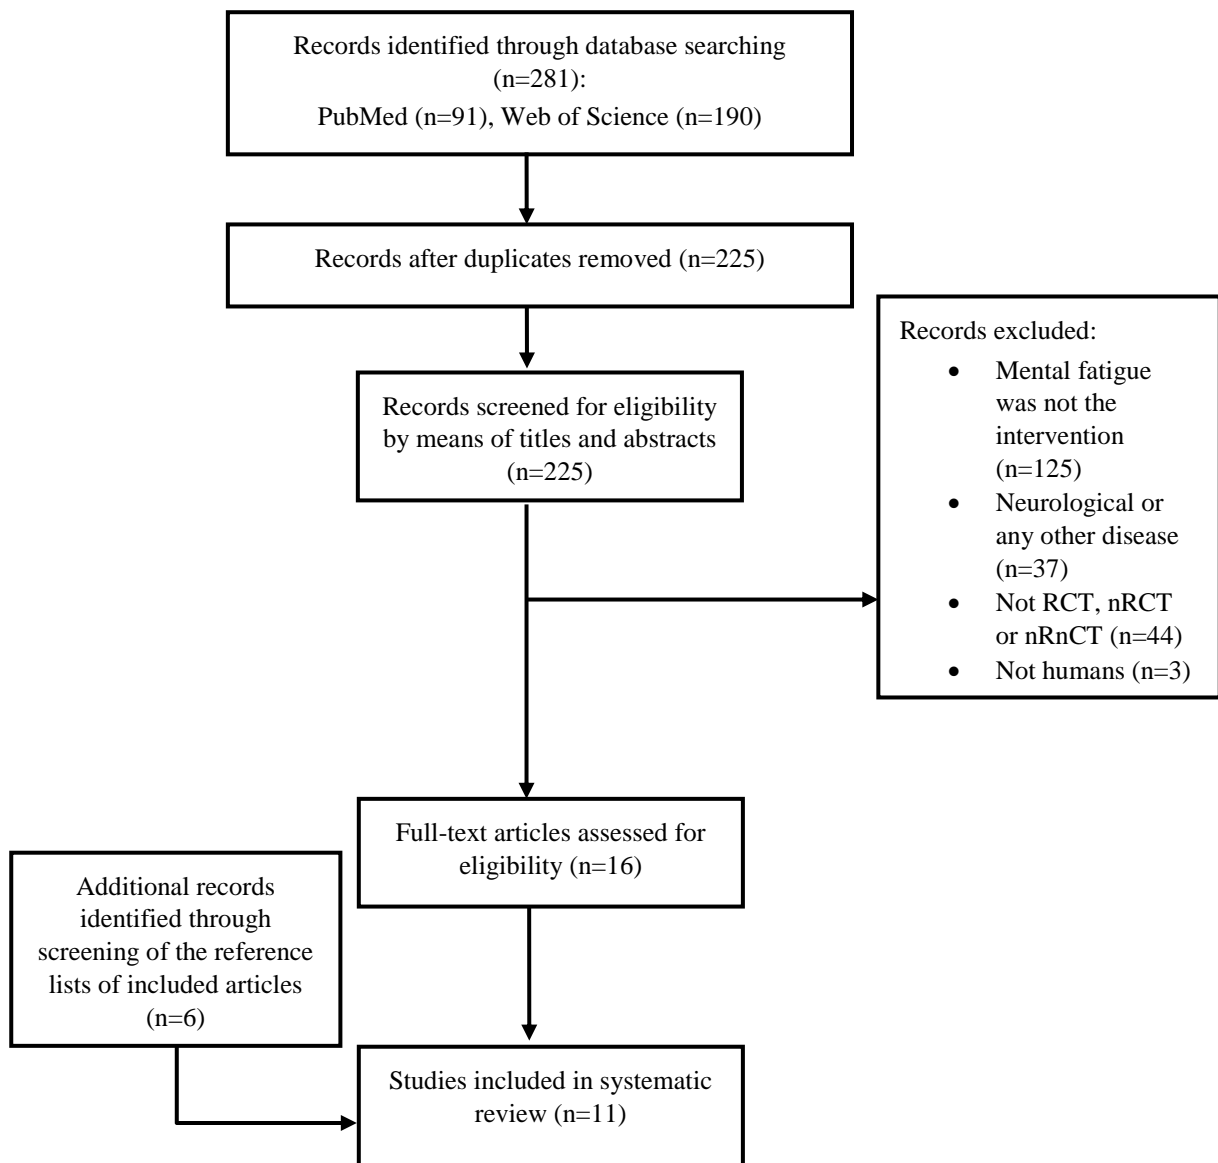 Records identified through database searching
(n=281):
PubMed (n=91), Web of Science (n=190)
Records after duplicates removed (n=225)
Records screened for eligibility
by means of titles and abstracts
(n=225)
Records excluded:
• Mental fatigue
was not the
intervention
(n=125)
• Neurological or
any other disease
(n=37)
• Not RCT, nRCT
or nRnCT (n=44)
• Not humans (n=3)
Full-text articles assessed for
eligibility (n=16)
Additional records
identified through
screening of the reference
lists of included articles
(n=6)
Studies included in systematic
review (n=11)